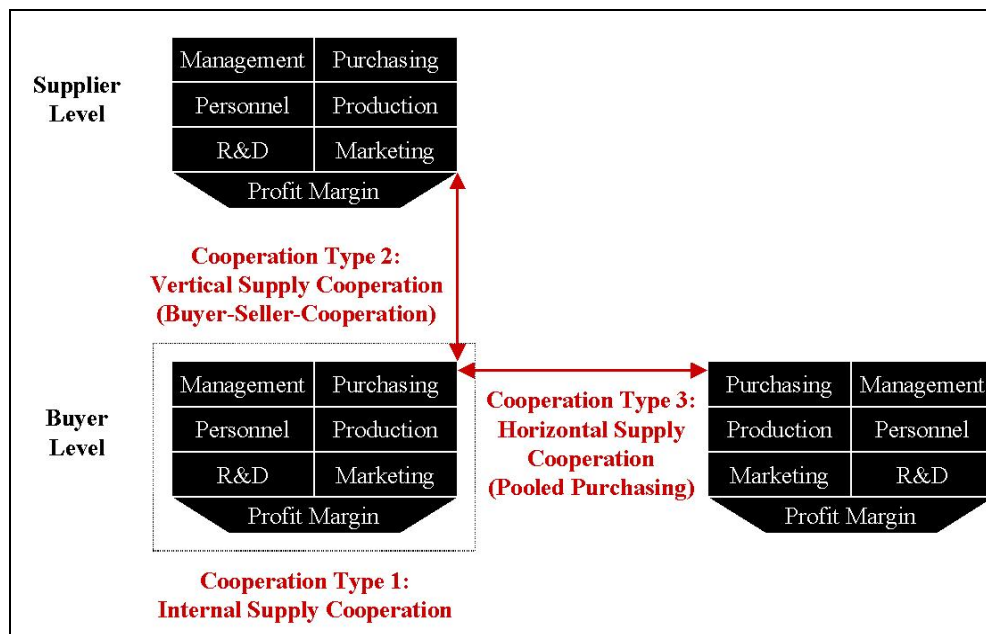 Supplier
Level
Management Purchasing
Personnel Production
R&D Marketing
Profit Margin
Cooperation Type 2:
Vertical Supply Cooperation
(Buyer-Seller-Cooperation)
Buyer
Level
Management Purchasing
Personnel Production
R&D Marketing
Profit Margin
Cooperation Type 3:
Horizontal Supply
Cooperation
(Pooled Purchasing)
Purchasing Management
Production Personnel
Marketing R&D
Profit Margin
Cooperation Type 1:
Internal Supply Cooperation